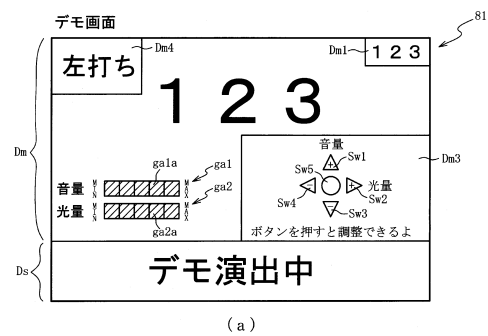 デモ画面
81
Dm4
Dm1
左打ち
123
1 2 3
Dm
Dm3
音量
Sw1
Sw5
光量
Sw4
Sw2
Sw3
ボタンを押すと調整できるよ
ga1a
ga1
ga2
音量 MIN MAX
光量 MIN MAX
ga2a
Ds
デモ演出中
(a)